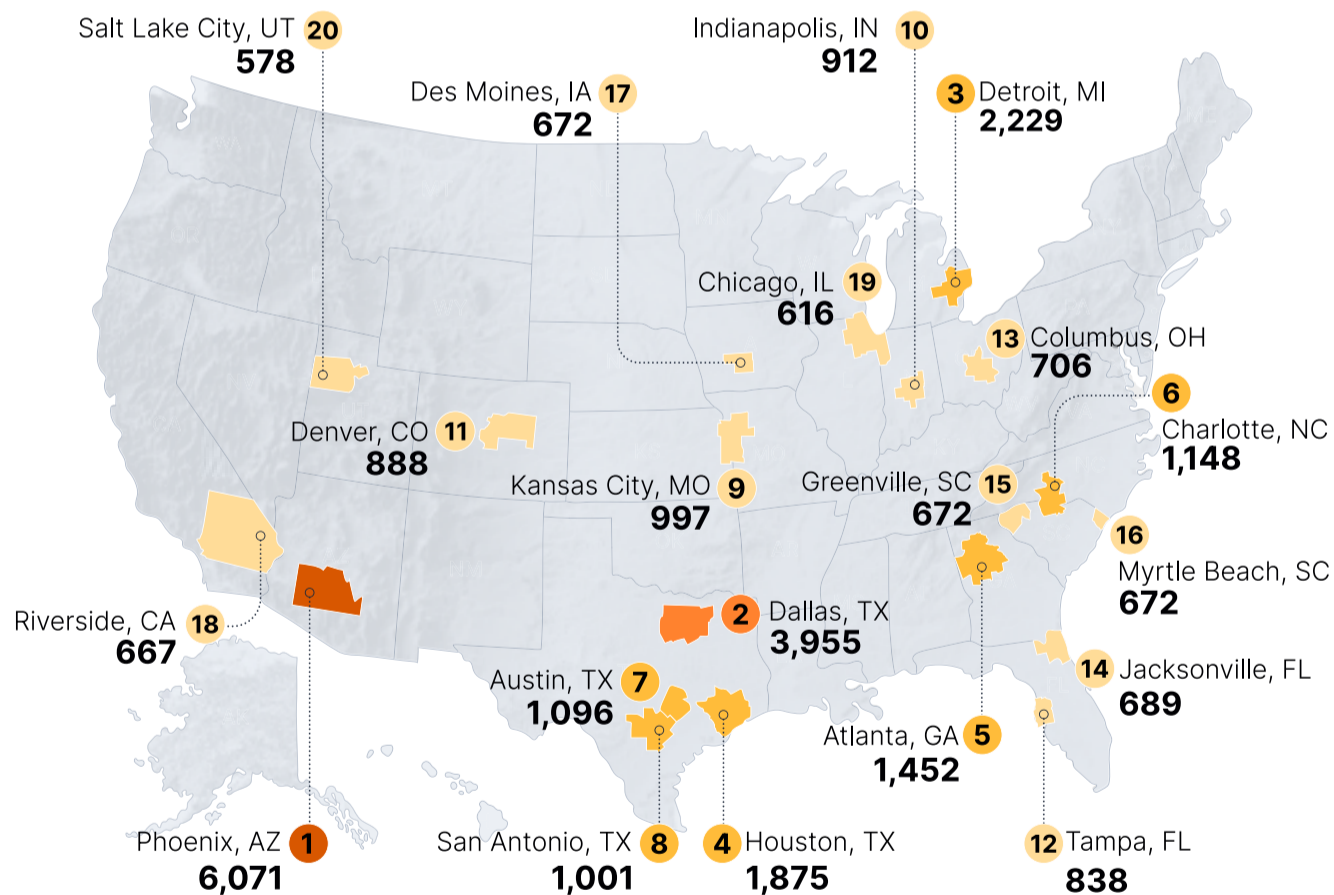 Salt Lake City, UT 20
578
Indianapolis, IN 10
912
Des Moines, IA 17
672
3 Detroit, MI
2,229
Chicago, IL 19
616
13 Columbus, OH
706
6
Charlotte, NC
1,148
Denver, CO 11
888
Kansas City, MO 9
997
Greenville, SC 15
672
16
Myrtle Beach, SC
672
Riverside, CA 18
667
2 Dallas, TX
3,955
Austin, TX 7
1,096
14 Jacksonville, FL
689
Atlanta, GA 5
1,452
Phoenix, AZ 1
6,071
San Antonio, TX 8
1,001
4 Houston, TX
1,875
12 Tampa, FL
838